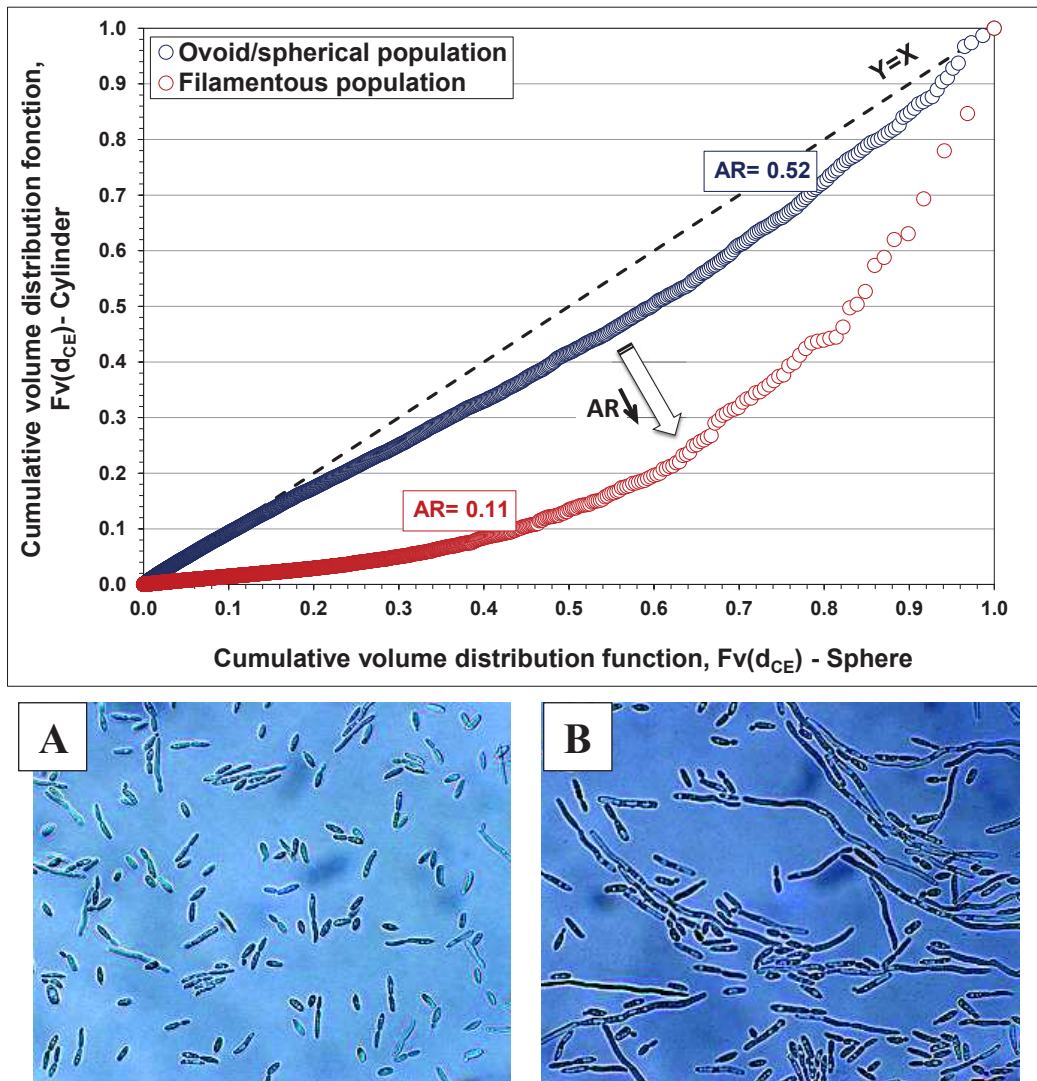 Cumulative volume distribution fonction,
Fv(dCE)- Cylinder
1.0
0.9
0.8
0.7
0.6
0.5
0.4
0.3
0.2
0.1
0.0
Ovoid/spherical population
Filamentous population
Y=X
AR= 0.52
AR
AR= 0.11
0.0 0.1 0.2 0.3 0.4 0.5 0.6 0.7 0.8 0.9 1.0
Cumulative volume distribution function, Fv(dCE) - Sphere
A
B